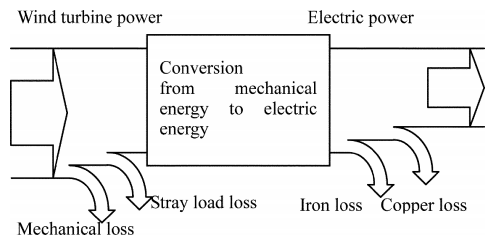 Wind turbine power
Electric power
Conversion
from mechanical
energy to electric
energy
Stray load loss
Iron loss
Copper loss
Mechanical loss